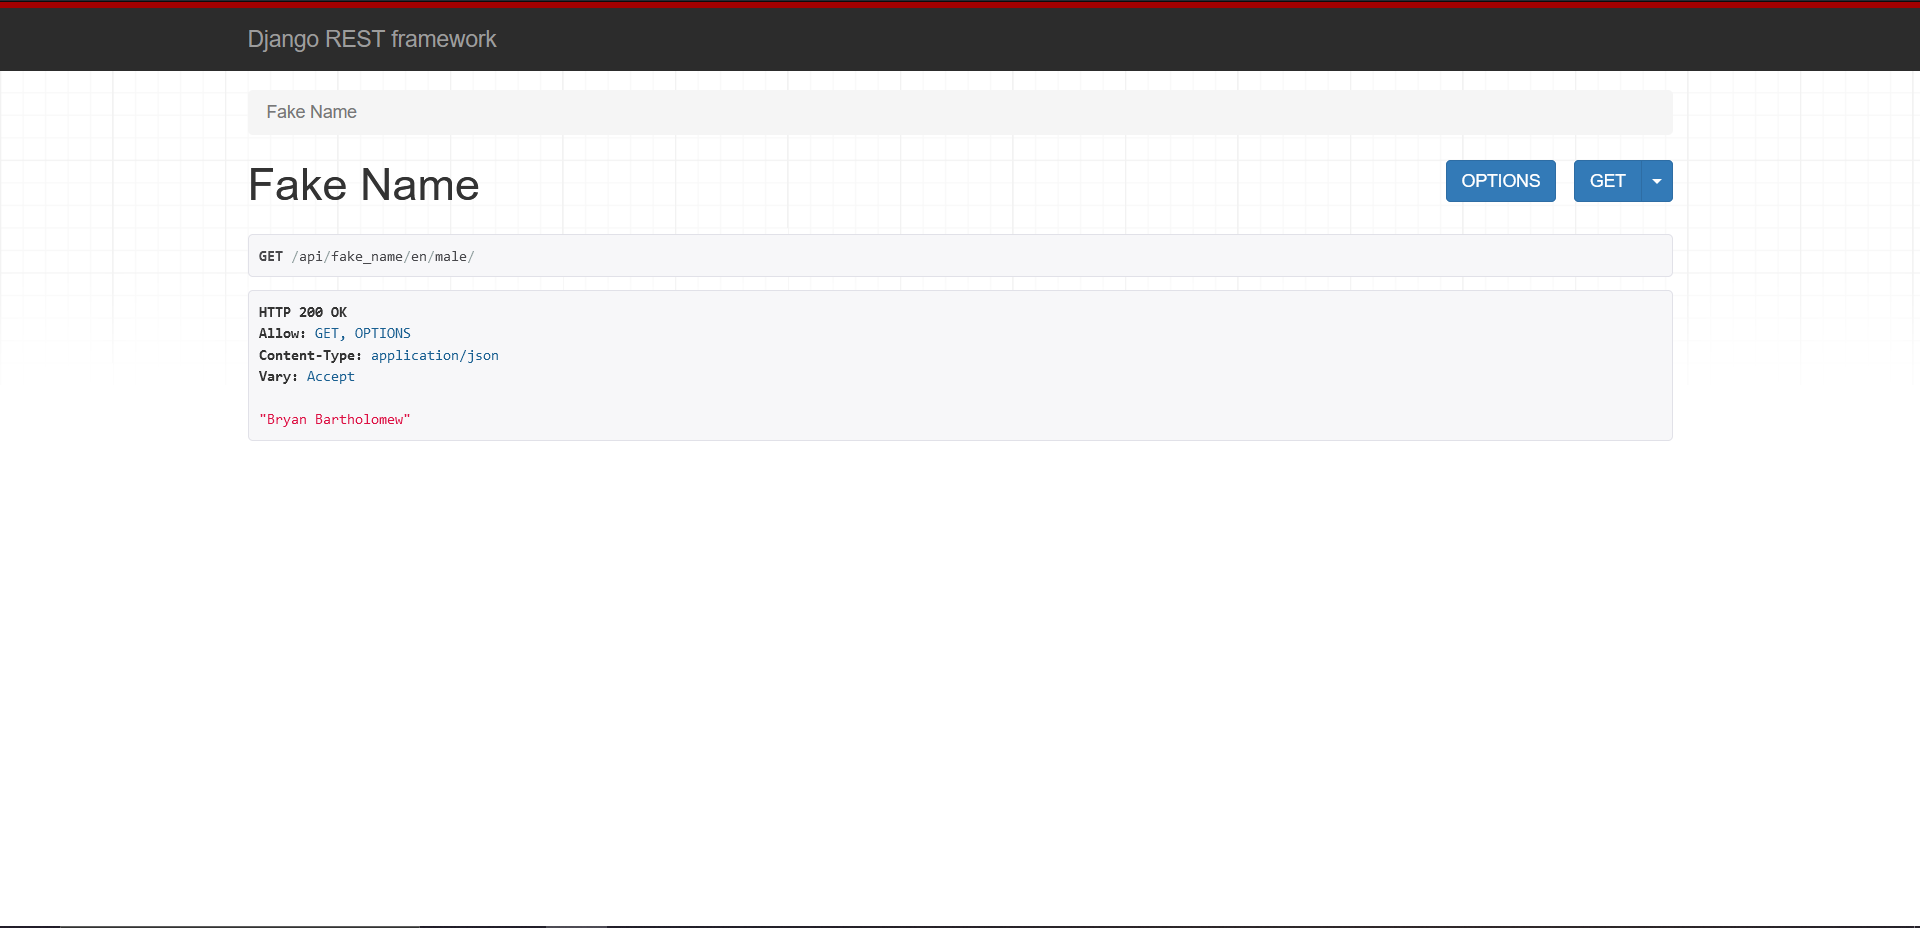 Django REST framework
Fake Name
Fake Name
OPTIONS
GET
GET /api/fake_name/en/male/
HTTP 200 OK
Allow: GET, OPTIONS
Content-Type: application/json
Vary: Accept
"Bryan Bartholomew"